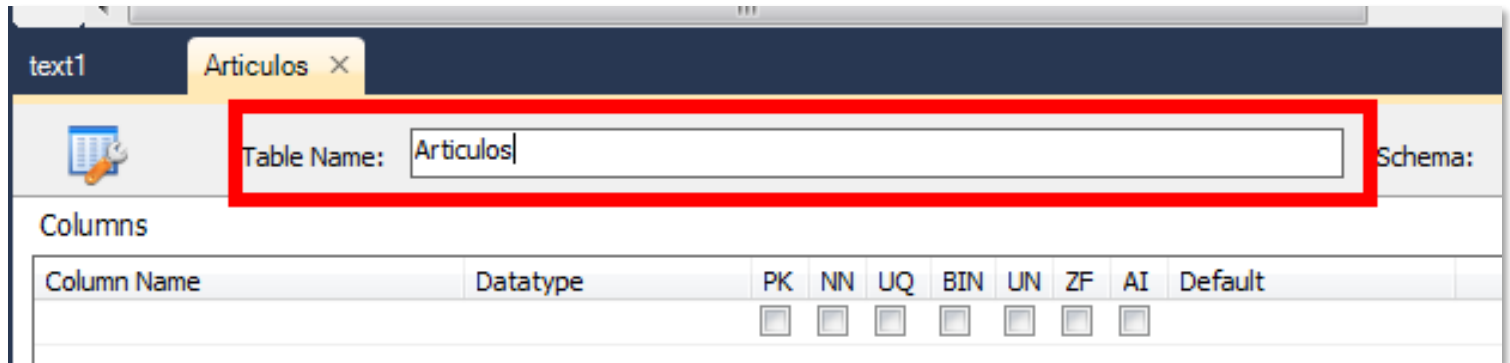 text1 Articulos
Table Name: Articulos Schema:
Columns
Column Name Datatype PK NN UQ BIN UN ZF AI Default